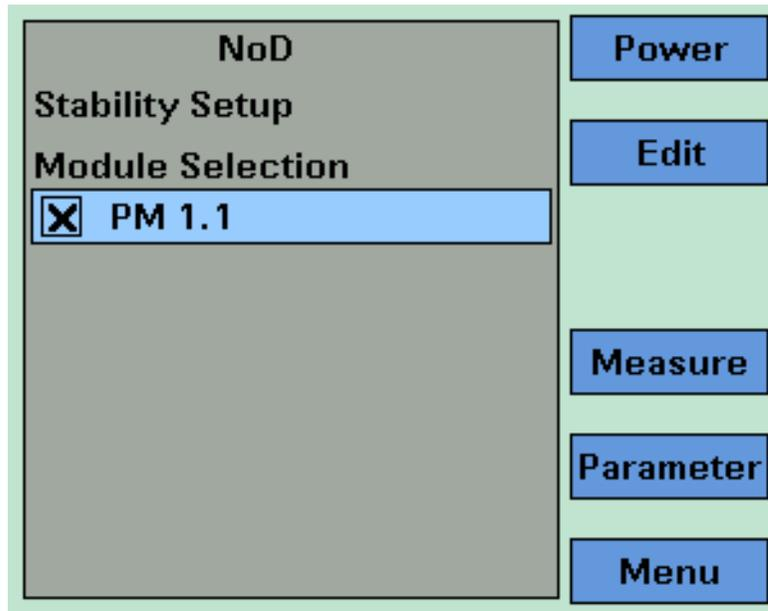 NoD
Stability Setup
Module Selection
PM 1.1
Power
Edit
Measure
Parameter
Menu